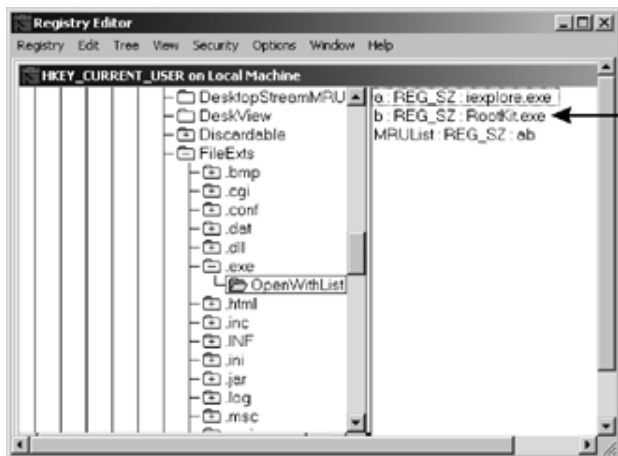 Registry Editor
Registry Edit Tree View Security Options Window Help
HKEY_CURRENT_USER on Local Machine
DesktopStreamMRU
DeskView
Discardable
FileExts
.bmp
.cgi
.conf
.dat
.dll
.exe
OpenWithList
.html
.inc
.INF
.ini
.jar
.log
.msc
a : REG_SZ : iexplore.exe
b : REG_SZ : RootKit.exe
MRUList : REG_SZ : ab